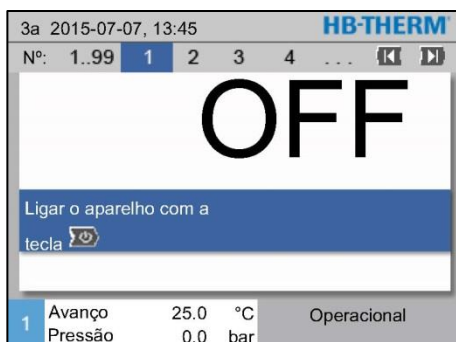 3a 2015-07-07, 13:45 HB-THERM
Nº: 1..99 1 2 3 4 ...
OFF
Ligar o aparelho com a
tecla
1 Avanço 25.0 °C Operacional
Pressão 0.0 bar